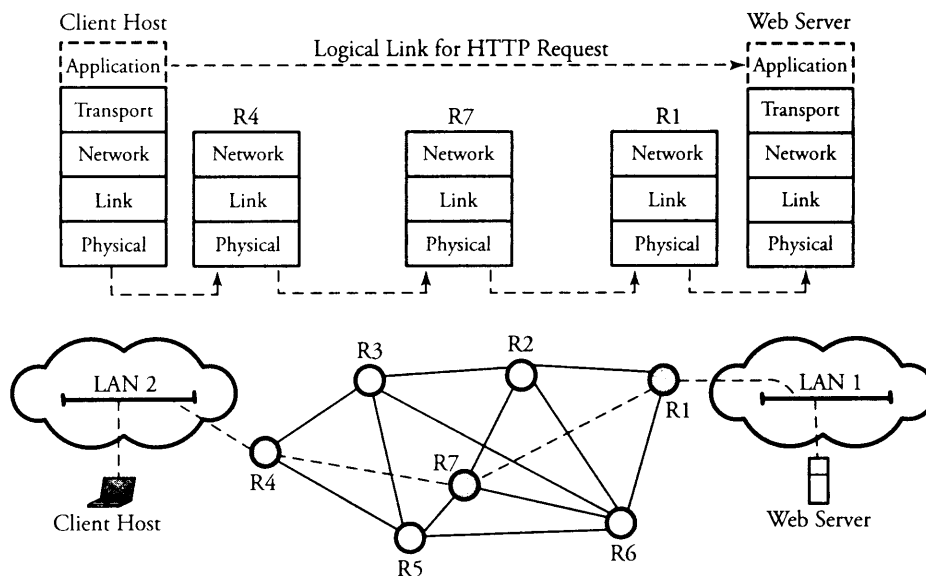 Client Host
Web Server
Logical Link for HTTP Request
Application
Application
Transport
Transport
R4
R7
R1
Network
Network
Network
Network
Network
Link
Link
Link
Link
Link
Physical
Physical
Physical
Physical
Physical
R3
R2
LAN 2
LAN 1
R1
R4
R7
Client Host
Web Server
R5
R6